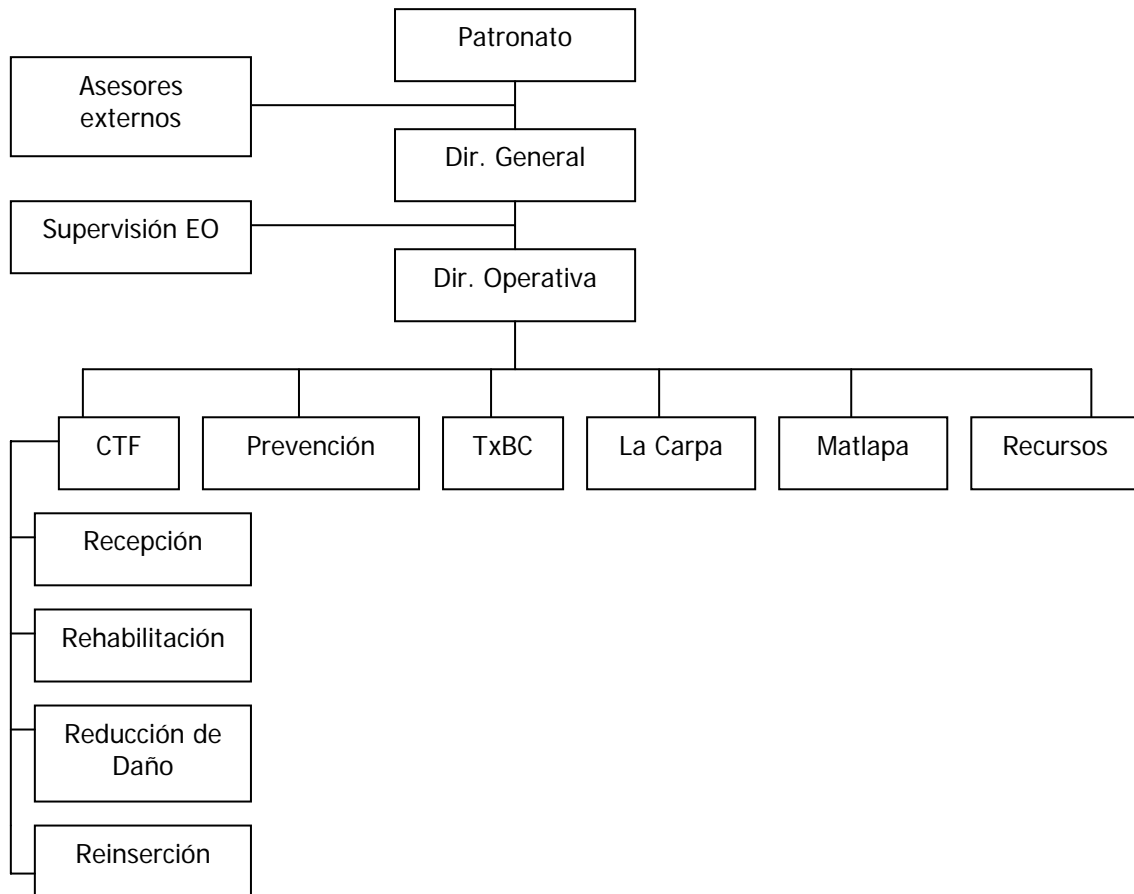 Patronato
Asesores
externos
Dir. General
Supervisión EO
Dir. Operativa
CTF
Prevención
TxBC
La Carpa
Matlapa
Recursos
Recepción
Rehabilitación
Reducción de
Daño
Reinserción